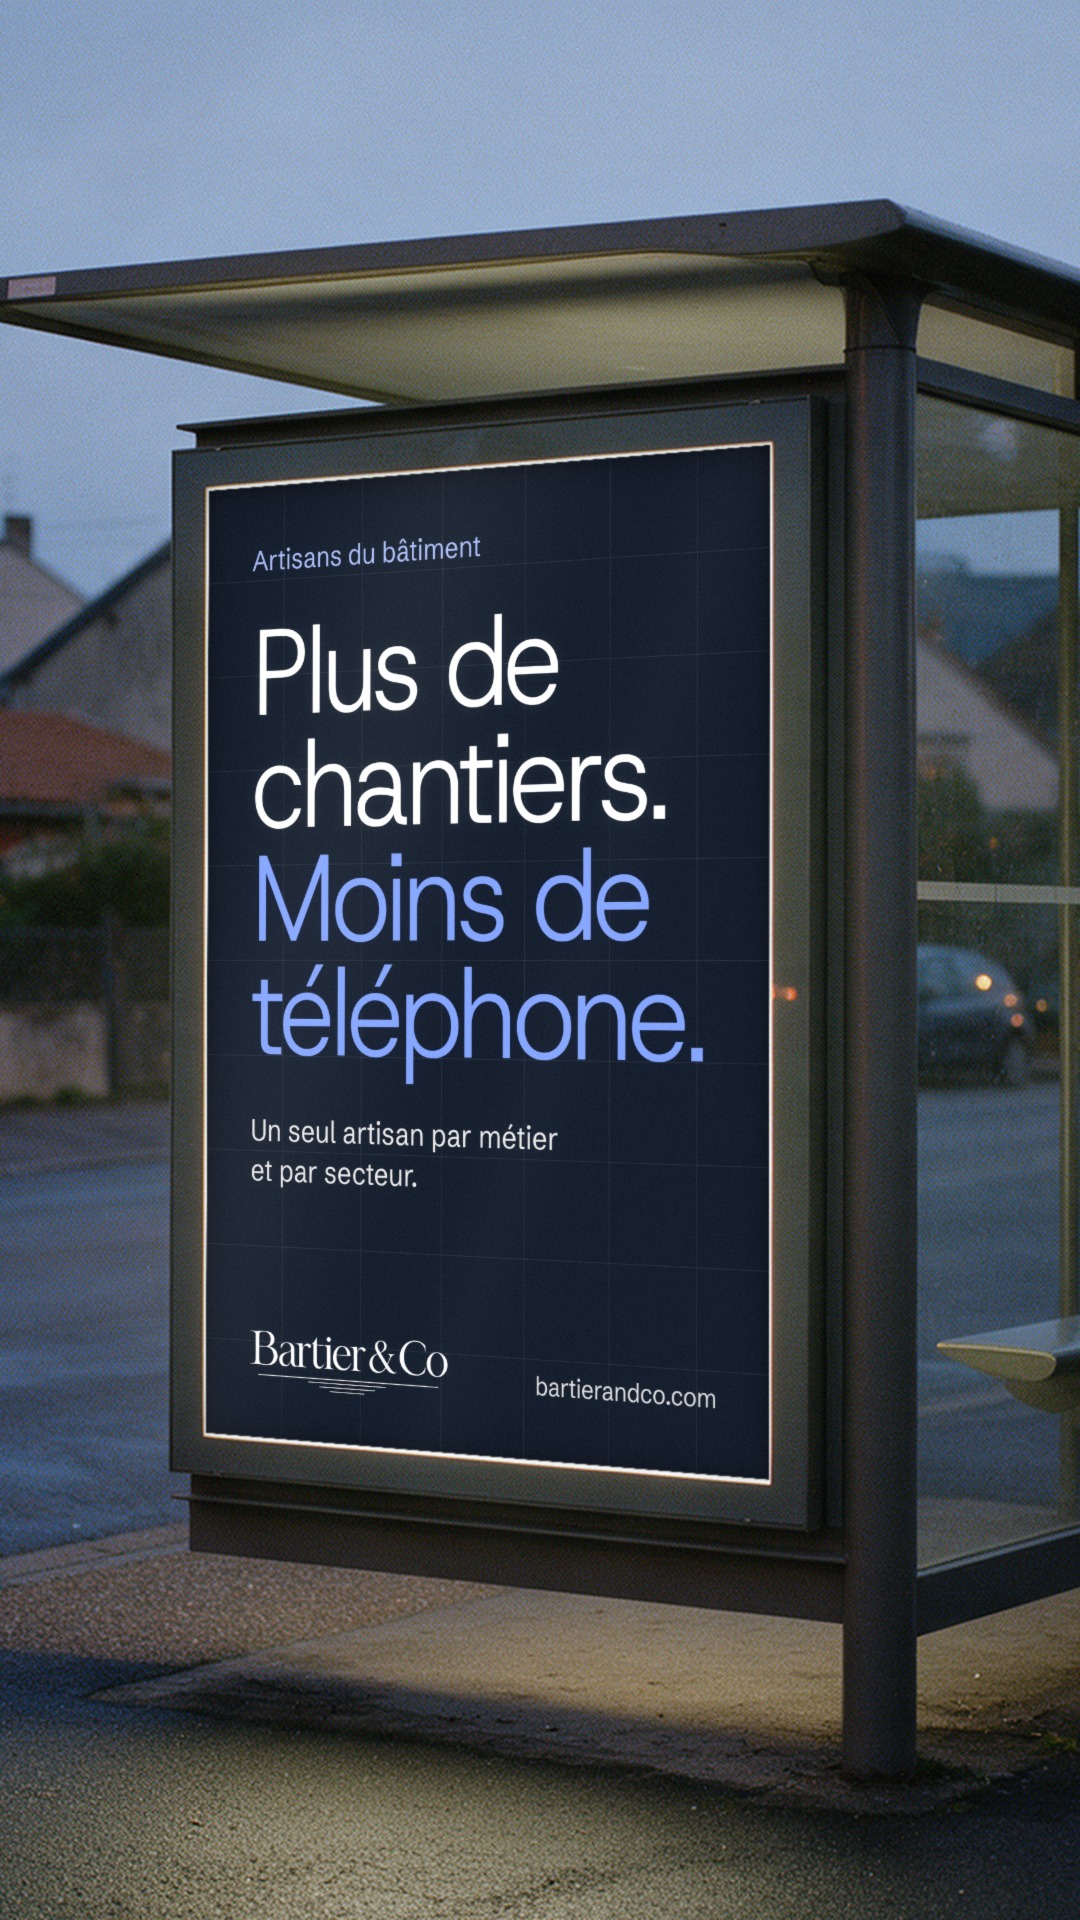 Artisans du bâtiment
Plus de
chantiers.
Moins de
téléphone.
Un seul artisan par métier
et par secteur.
Bartier & Co
bartierandco.com